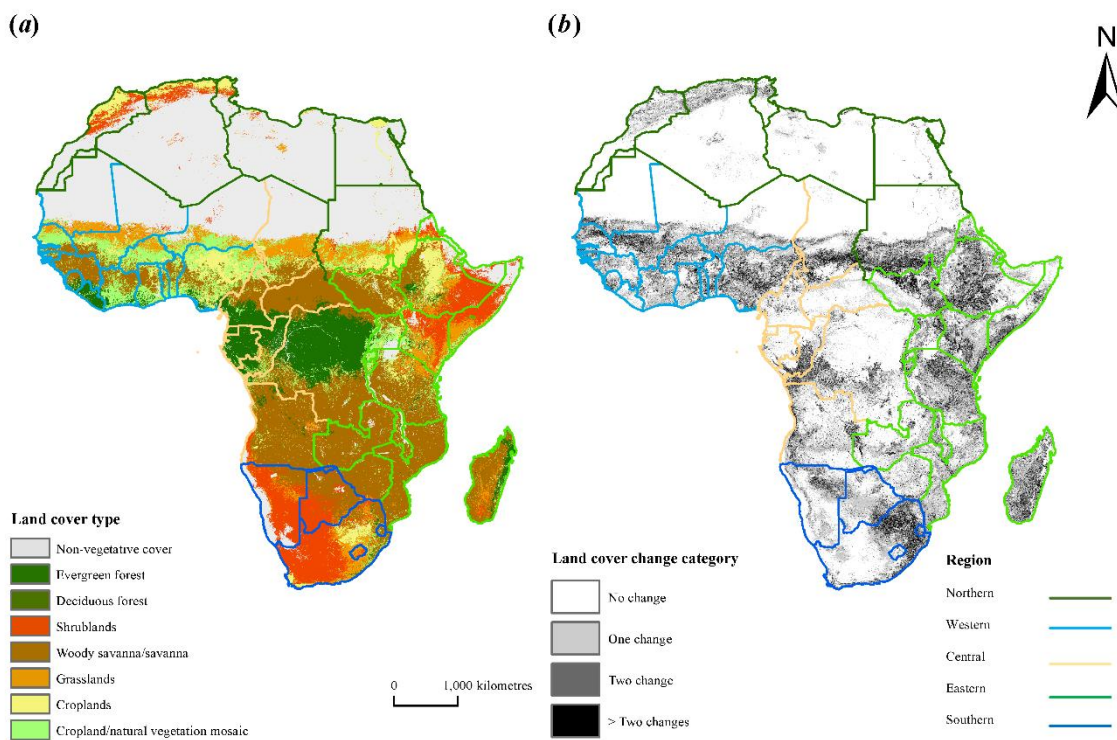 (a)
(b)
N
Land cover type
Non-vegetative cover
Evergreen forest
Deciduous forest
Shrublands
Woody savanna/savanna
Grasslands
Croplands
Cropland/natural vegetation mosaic
0 1,000 kilometres
Land cover change category
No change
One change
Two change
> Two changes
Region
Northern
Western
Central
Eastern
Southern